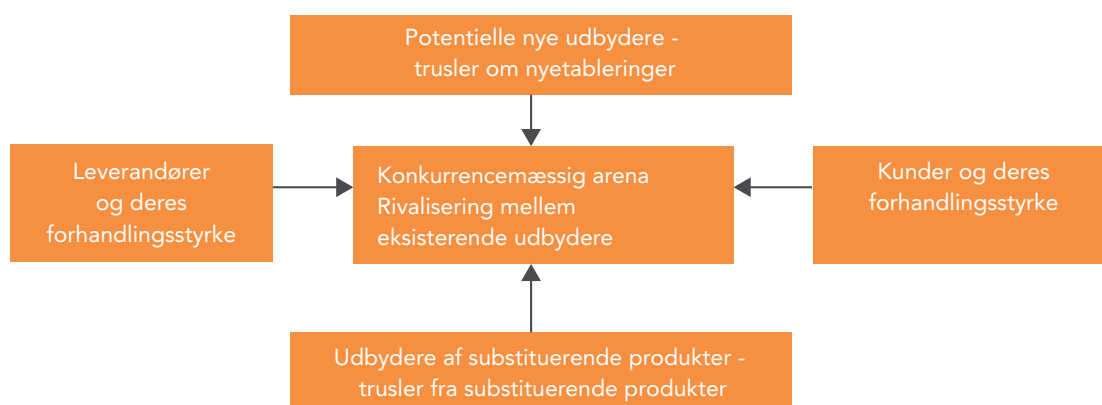 Potentielle nye udbydere -
trusler om nyetableringer
Leverandører
og deres
forhandlingsstyrke
Konkurrencemæssig arena
Rivalisering mellem
eksisterende udbydere
Kunder og deres
forhandlingsstyrke
Udbydere af substituerende produkter -
trusler fra substituerende produkter